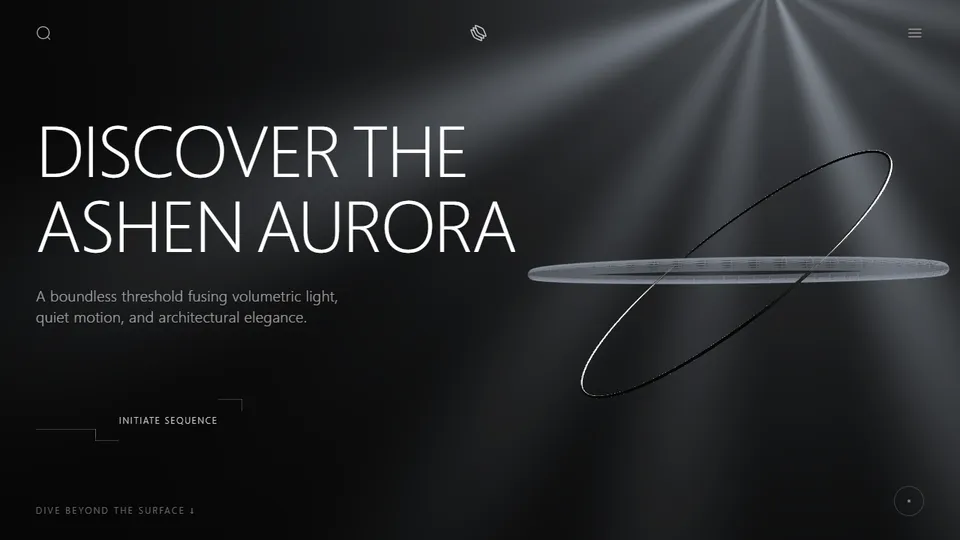 DISCOVER THE
ASHEN AURORA
A boundless threshold fusing volumetric light,
quiet motion, and architectural elegance.
INITIATE SEQUENCE
DIVE BEYOND THE SURFACE ↓